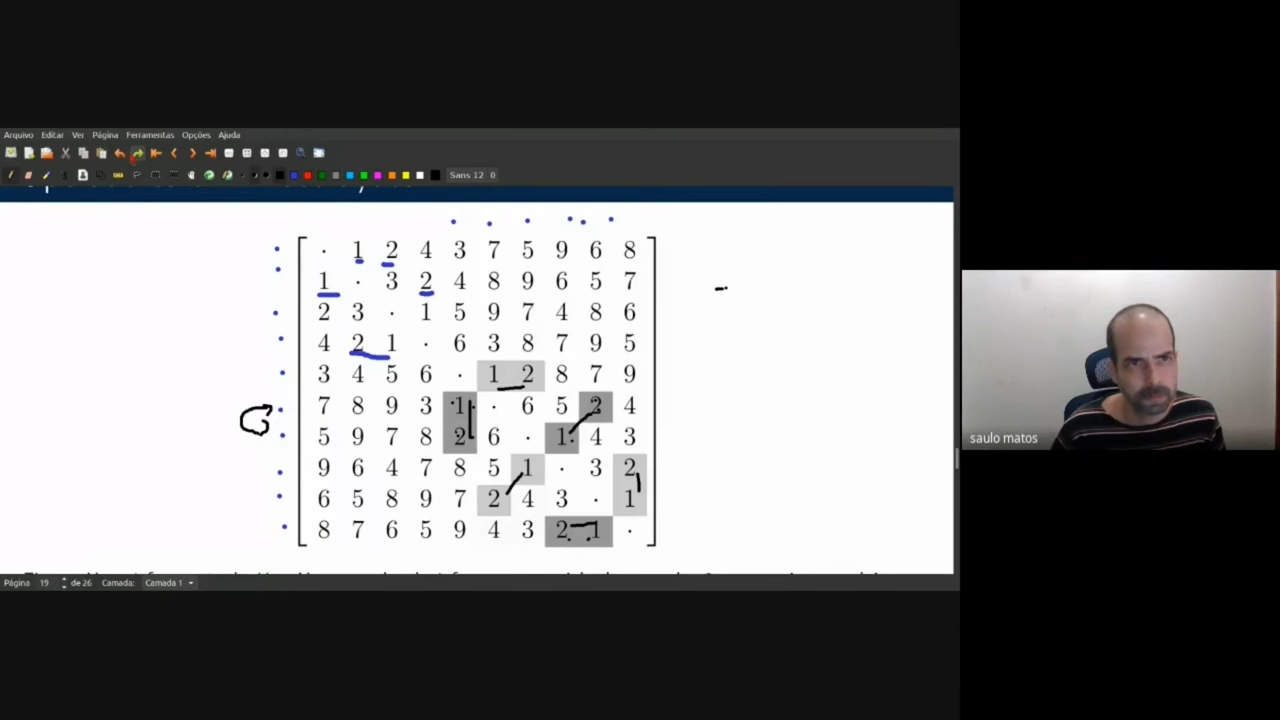 Arquivo Editar Ver Página Ferramentas Opções Ajuda
Sans 12
· 1 2 4 3 7 5 9 6 8
1 · 3 2 4 8 9 6 5 7
2 3 · 1 5 9 7 4 8 6
4 2 1 · 6 3 8 7 9 5
3 4 5 6 · 1 2 8 7 9
7 8 9 3 1 · 6 5 2 4
5 9 7 8 2 6 · 1 4 3
9 6 4 7 8 5 1 · 3 2
6 5 8 9 7 2 4 3 · 1
8 7 6 5 9 4 3 2 1 ·
Página 19 de 26 Camada: Camada 1
saulo matos